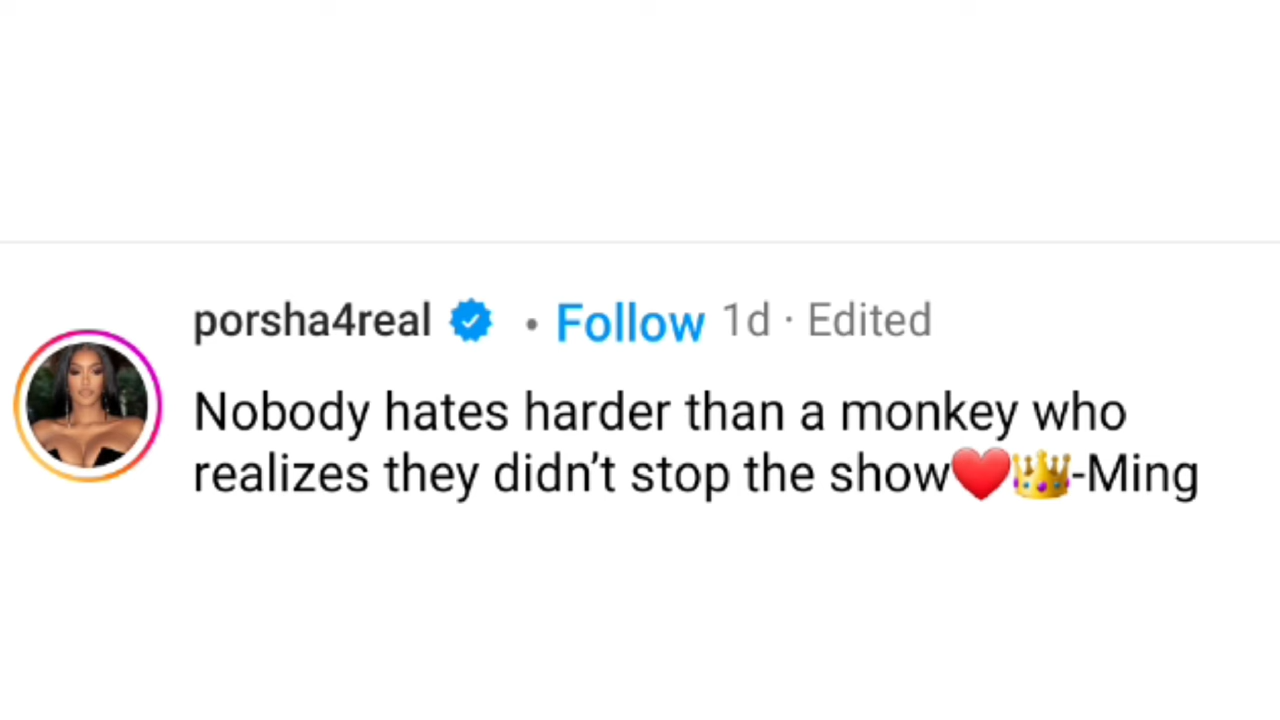 porsha4real • Follow 1d · Edited
Nobody hates harder than a monkey who
realizes they didn’t stop the show❤️👑-Ming